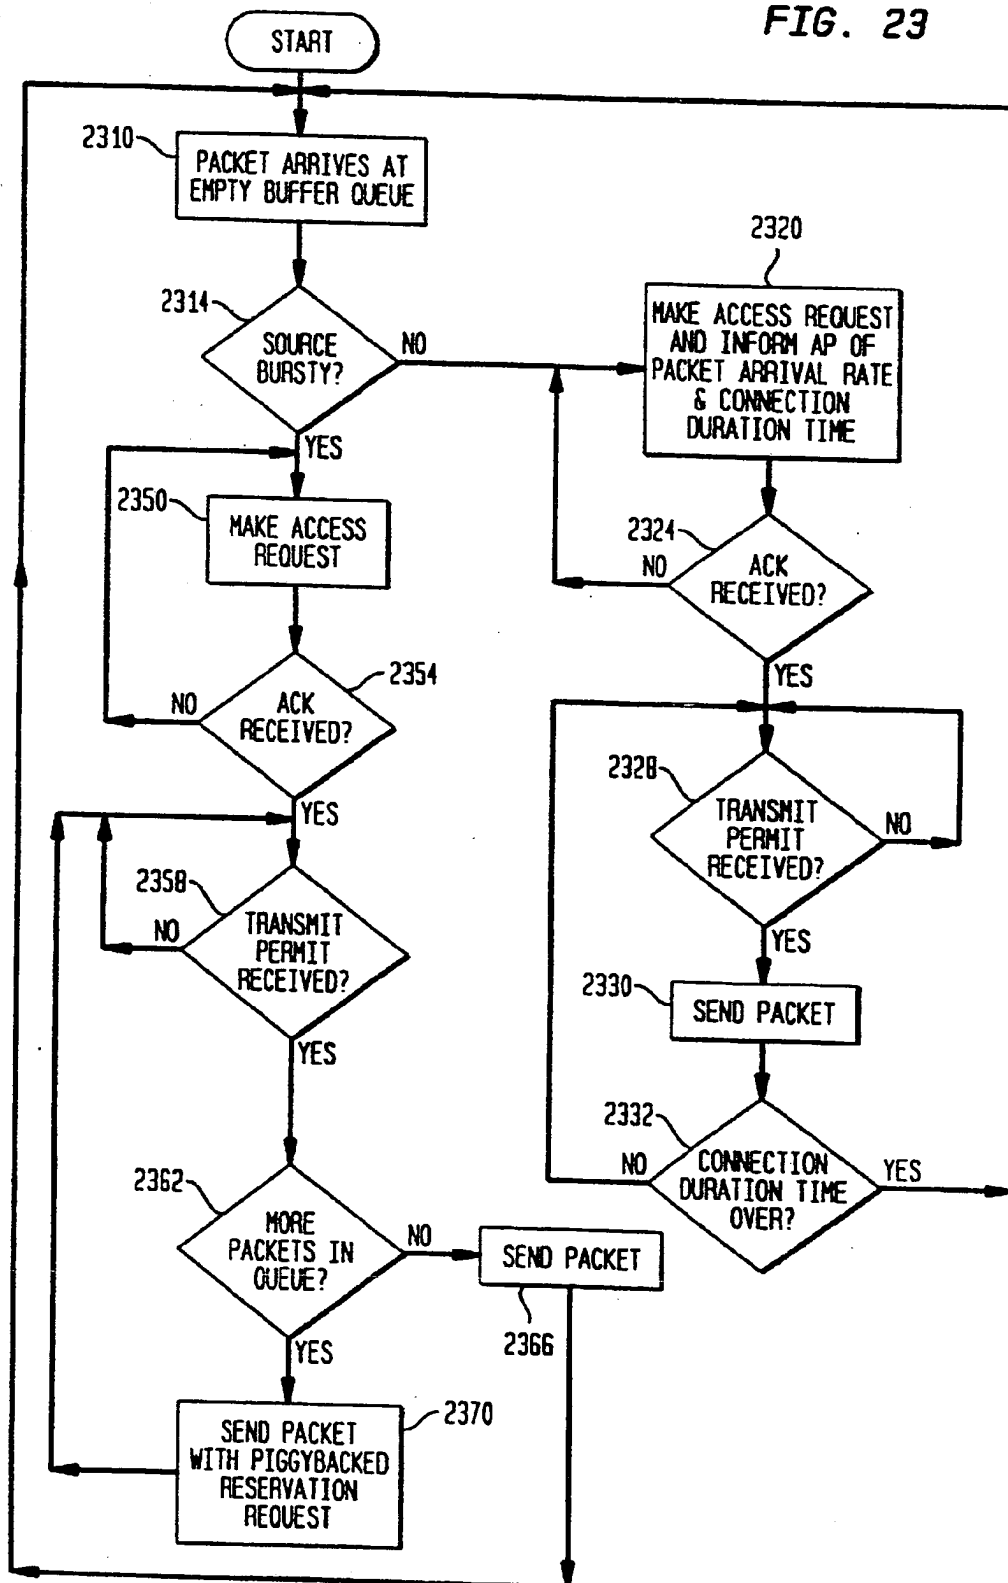 FIG. 23
START
2310
PACKET ARRIVES AT
EMPTY BUFFER QUEUE
2314
SOURCE
BURSTY?
NO
YES
2320
MAKE ACCESS REQUEST
AND INFORM AP OF
PACKET ARRIVAL RATE
& CONNECTION
DURATION TIME
2350
MAKE ACCESS
REQUEST
2324
ACK
RECEIVED?
NO
YES
2354
ACK
RECEIVED?
NO
YES
2328
TRANSMIT
PERMIT
RECEIVED?
NO
YES
2358
TRANSMIT
PERMIT
RECEIVED?
NO
YES
2330
SEND PACKET
2332
CONNECTION
DURATION TIME
OVER?
NO
YES
2362
MORE
PACKETS IN
QUEUE?
NO
YES
SEND PACKET
2366
2370
SEND PACKET
WITH PIGGYBACKED
RESERVATION
REQUEST